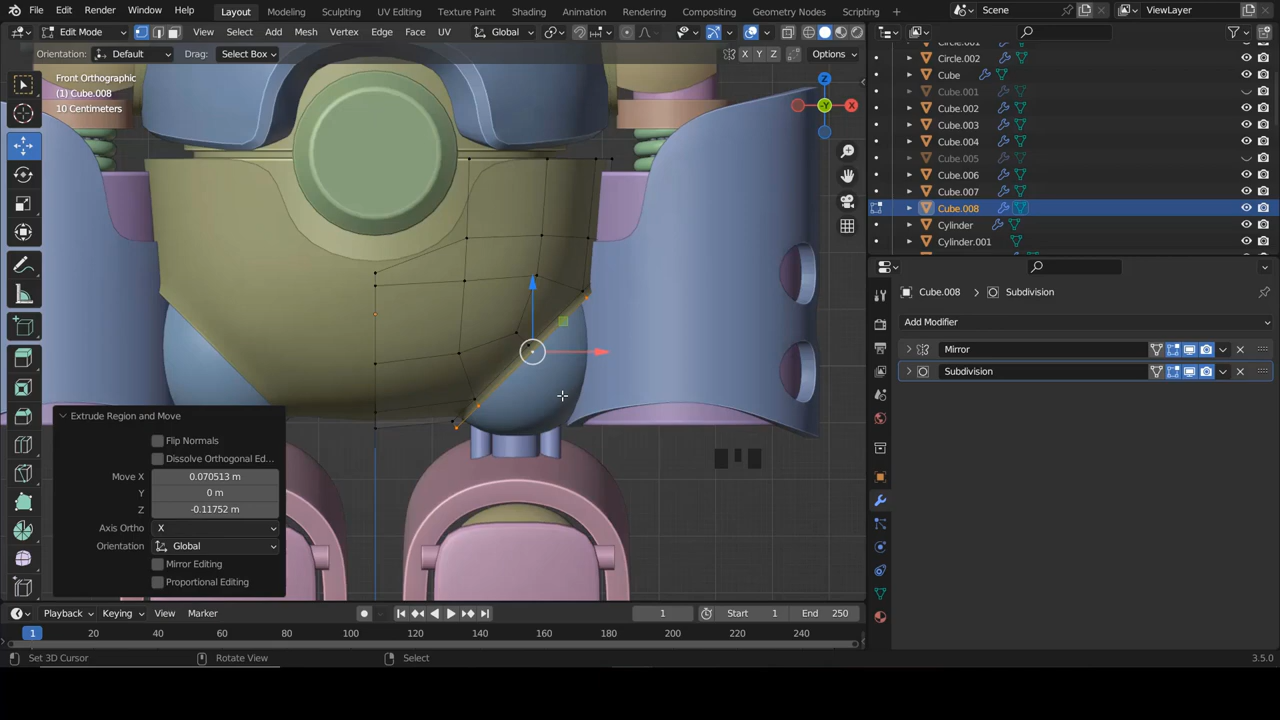 File Edit Render Window Help Layout Modeling Sculpting UV Editing Texture Paint Shading Animation Rendering Compositing Geometry Nodes Scripting Scene ViewLayer
Edit Mode View Select Add Mesh Vertex Edge Face UV Global
Orientation: Default Drag: Select Box X Y Z Options
Front Orthographic
(1) Cube.008
10 Centimeters
Z
-Y X
Circle.001
Circle.002
Cube
Cube.001
Cube.002
Cube.003
Cube.004
Cube.005
Cube.006
Cube.007
Cube.008
Cylinder
Cylinder.001
Cube.008 > Subdivision
Add Modifier
Mirror
Subdivision
Extrude Region and Move
Flip Normals
Dissolve Orthogonal Ed...
Move X 0.070513 m
Y 0 m
Z -0.11752 m
Axis Ortho X
Orientation Global
Mirror Editing
Proportional Editing
Playback Keying View Marker 1 Start 1 End 250
1 20 40 60 80 100 120 140 160 180 200 220 240
Set 3D Cursor Rotate View Select 3.5.0